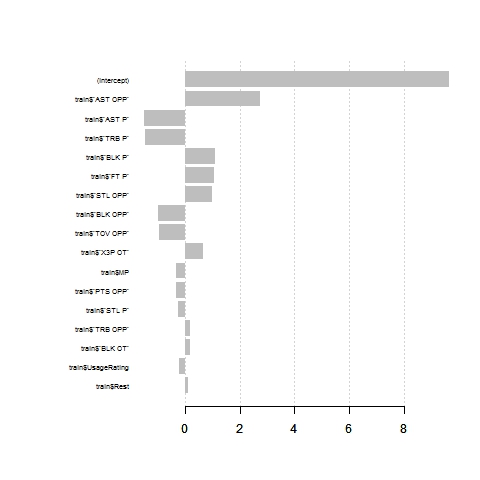 (Intercept)
train$`AST OPP`
train$`AST P`
train$`TRB P`
train$`BLK P`
train$`FT P`
train$`STL OPP`
train$`BLK OPP`
train$`TOV OPP`
train$`X3P OT`
train$MP
train$`PTS OPP`
train$`STL P`
train$`TRB OPP`
train$`BLK OT`
train$UsageRating
train$Rest
0 2 4 6 8